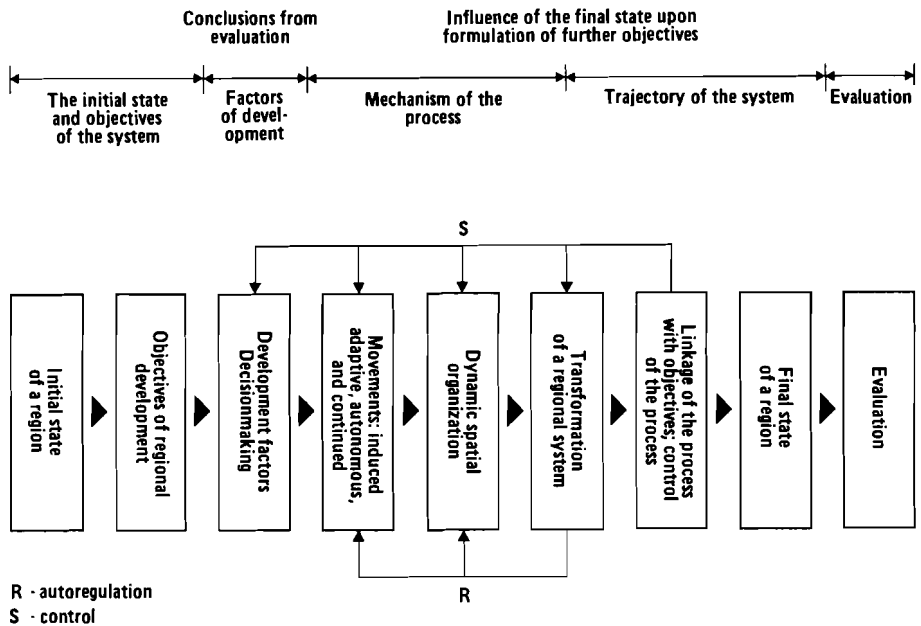 Conclusions from
evaluation
Influence of the final state upon
formulation of further objectives
The initial state
and objectives
of the system
Factors
of devel-
opment
Mechanism of the
process
Trajectory of the system
Evaluation
S
Initial state
of a region
Objectives of regional
development
Development factors
Decisionmaking
Movements: induced
adaptive, autonomous,
and continued
Dynamic spatial
organization
Transformation
of a regional system
Linkage of the process
with objectives; control
of the process
Final state
of a region
Evaluation
R
R - autoregulation
S - control